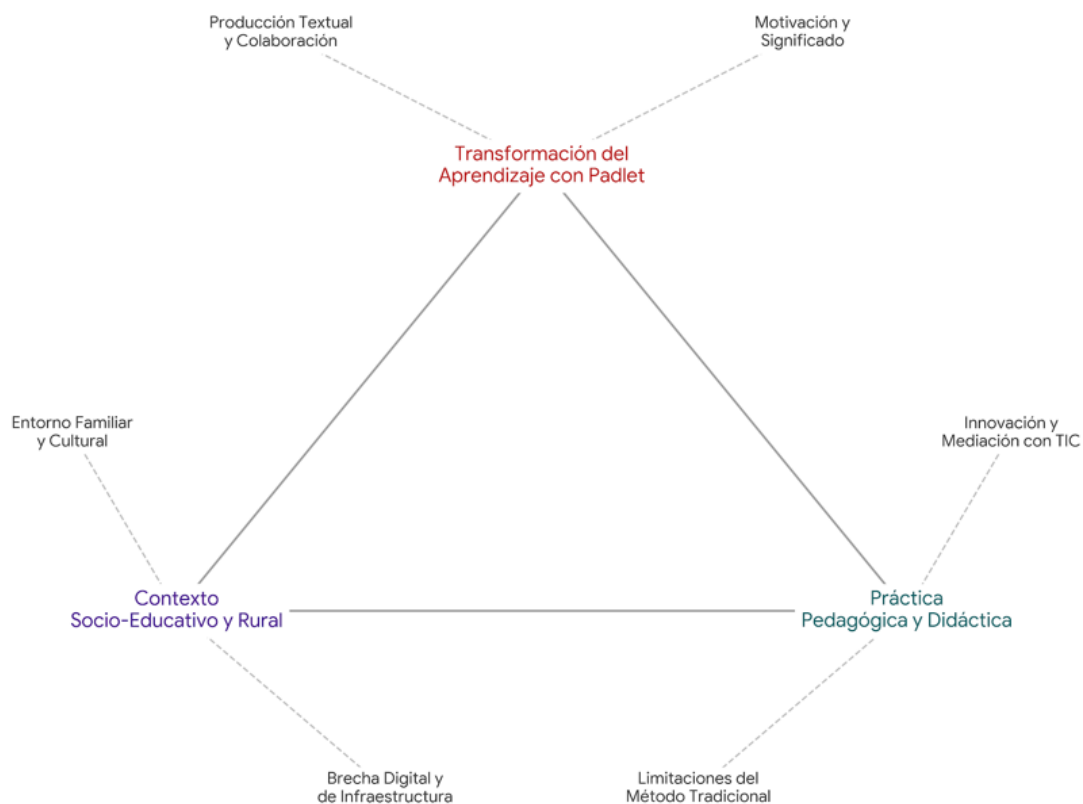 Producción Textual
y Colaboración
Motivación y
Significado
Transformación del
Aprendizaje con Padlet
Entorno Familiar
y Cultural
Innovación y
Mediación con TIC
Contexto
Socio-Educativo y Rural
Práctica
Pedagógica y Didáctica
Brecha Digital y
de Infraestructura
Limitaciones del
Método Tradicional